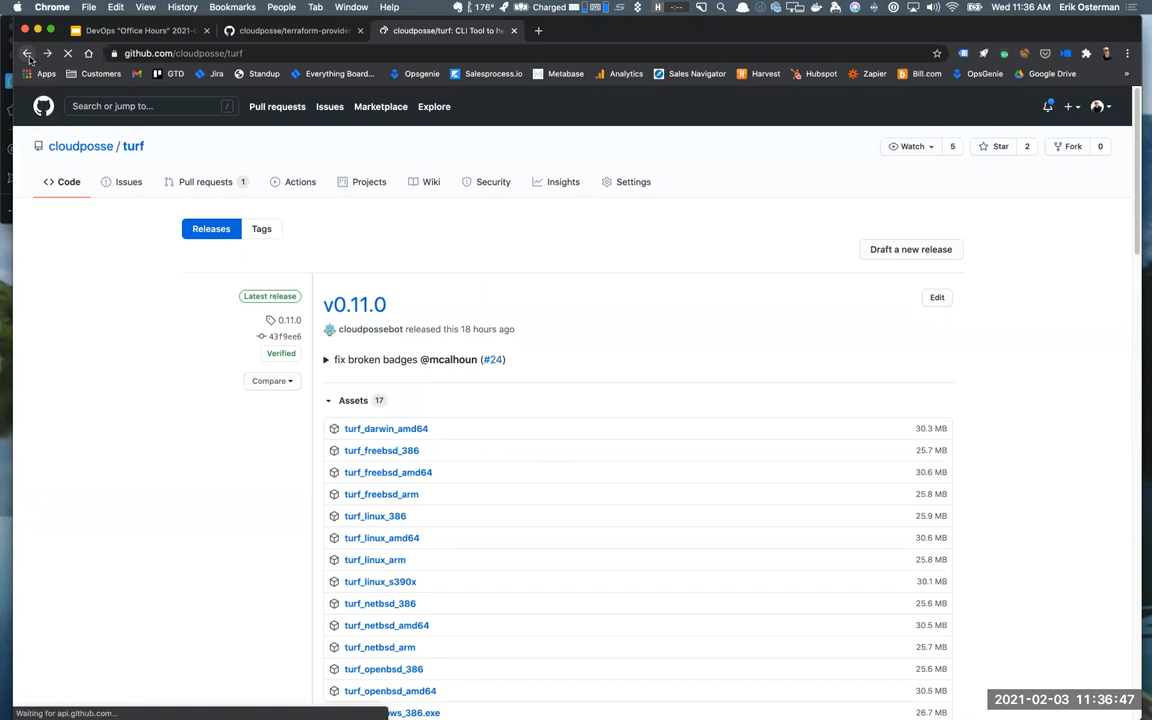 Chrome File Edit View History Bookmarks People Tab Window Help 176° Charged Wed 11:36 AM Erik Osterman
DevOps "Office Hours" 2021-( cloudposse/terraform-provider cloudposse/turf: CLI Tool to he
github.com/cloudposse/turf
Apps Customers GTD Jira Standup Everything Board... Opsgenie Salesprocess.io Metabase Analytics Sales Navigator Harvest Hubspot Zapier Bill.com OpsGenie Google Drive
Search or jump to... / Pull requests Issues Marketplace Explore
cloudposse / turf Watch 5 Star 2 Fork 0
Code Issues Pull requests 1 Actions Projects Wiki Security Insights Settings
Releases Tags
Draft a new release
Latest release
v0.11.0 Edit
0.11.0
cloudpossebot released this 18 hours ago
43f9ee6
Verified
fix broken badges @mcalhoun (#24)
Compare
Assets 17
turf_darwin_amd64 30.3 MB
turf_freebsd_386 25.7 MB
turf_freebsd_amd64 30.6 MB
turf_freebsd_arm 25.8 MB
turf_linux_386 25.9 MB
turf_linux_amd64 30.6 MB
turf_linux_arm 25.8 MB
turf_linux_s390x 30.1 MB
turf_netbsd_386 25.6 MB
turf_netbsd_amd64 30.5 MB
turf_netbsd_arm 25.7 MB
turf_openbsd_386 25.6 MB
turf_openbsd_amd64 30.5 MB
ows_386.exe 26.7 MB
Waiting for api.github.com...
2021-02-03 11:36:47